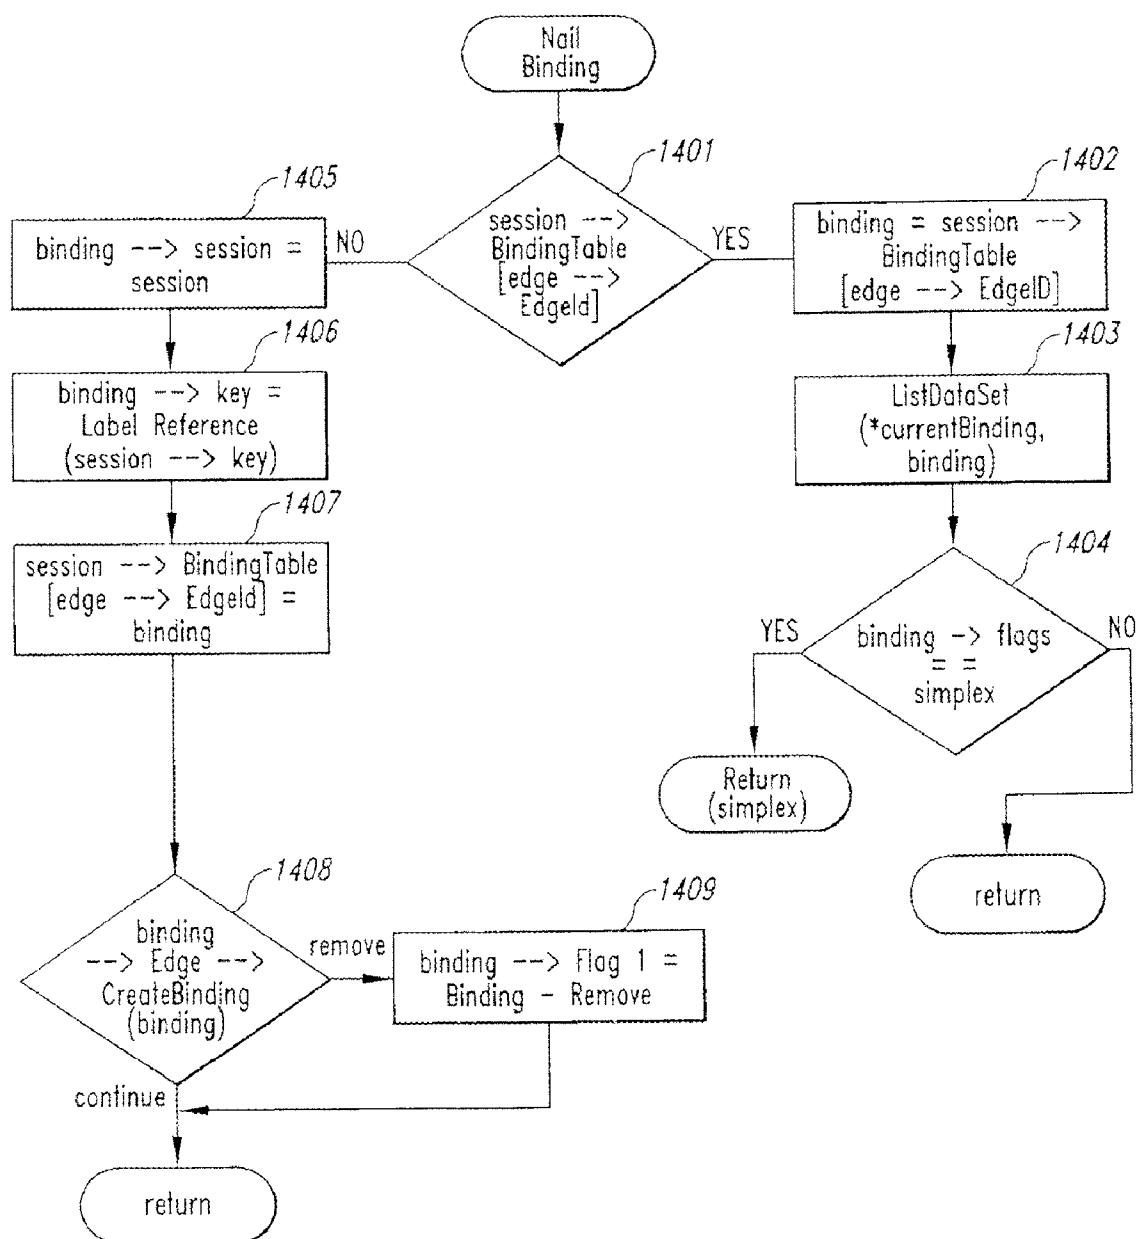 Nail
Binding
1401
session -->
BindingTable
[edge -->
EdgeId]
NO
YES
1405
binding --> session =
session
1406
binding --> key =
Label Reference
(session --> key)
1407
session --> BindingTable
[edge --> EdgeId] =
binding
1402
binding = session -->
BindingTable
[edge --> EdgeID]
1403
ListDataSet
(*currentBinding,
binding)
1404
binding -> flags
= =
simplex
YES
NO
Return
(simplex)
return
1408
binding
--> Edge -->
CreateBinding
(binding)
remove
continue
1409
binding --> Flag 1 =
Binding - Remove
return